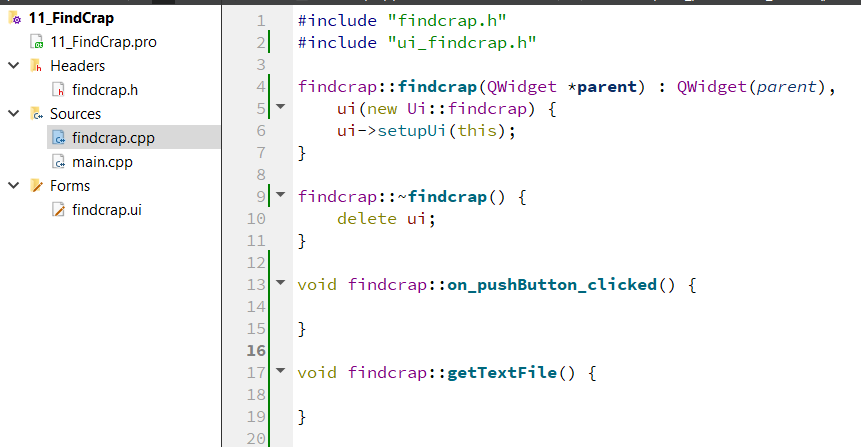 11_FindCrap
11_FindCrap.pro
Headers
findcrap.h
Sources
findcrap.cpp
main.cpp
Forms
findcrap.ui
1 #include "findcrap.h"
2 #include "ui_findcrap.h"
3
4 findcrap::findcrap(QWidget *parent) : QWidget(parent),
5     ui(new Ui::findcrap) {
6     ui->setupUi(this);
7 }
8
9 findcrap::~findcrap() {
10     delete ui;
11 }
12
13 void findcrap::on_pushButton_clicked() {
14
15 }
16
17 void findcrap::getTextFile() {
18
19 }
20